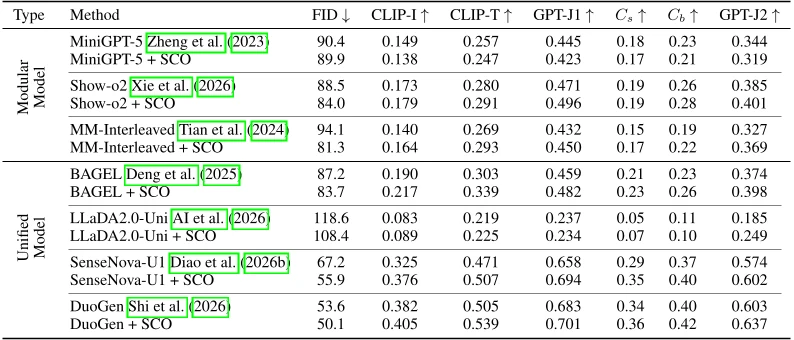 Type Method FID ↓ CLIP-I ↑ CLIP-T ↑ GPT-J1 ↑ C_s ↑ C_b ↑ GPT-J2 ↑
Modular Model
MiniGPT-5 Zheng et al. (2023) 90.4 0.149 0.257 0.445 0.18 0.23 0.344
MiniGPT-5 + SCO 89.9 0.138 0.247 0.423 0.17 0.21 0.319
Show-o2 Xie et al. (2026) 88.5 0.173 0.280 0.471 0.19 0.26 0.385
Show-o2 + SCO 84.0 0.179 0.291 0.496 0.19 0.28 0.401
MM-Interleaved Tian et al. (2024) 94.1 0.140 0.269 0.432 0.15 0.19 0.327
MM-Interleaved + SCO 81.3 0.164 0.293 0.450 0.17 0.22 0.369
Unified Model
BAGEL Deng et al. (2025) 87.2 0.190 0.303 0.459 0.21 0.23 0.374
BAGEL + SCO 83.7 0.217 0.339 0.482 0.23 0.26 0.398
LLaDA2.0-Uni AI et al. (2026) 118.6 0.083 0.219 0.237 0.05 0.11 0.185
LLaDA2.0-Uni + SCO 108.4 0.089 0.225 0.234 0.07 0.10 0.249
SenseNova-U1 Diao et al. (2026b) 67.2 0.325 0.471 0.658 0.29 0.37 0.574
SenseNova-U1 + SCO 55.9 0.376 0.507 0.694 0.35 0.40 0.602
DuoGen Shi et al. (2026) 53.6 0.382 0.505 0.683 0.34 0.40 0.603
DuoGen + SCO 50.1 0.405 0.539 0.701 0.36 0.42 0.637